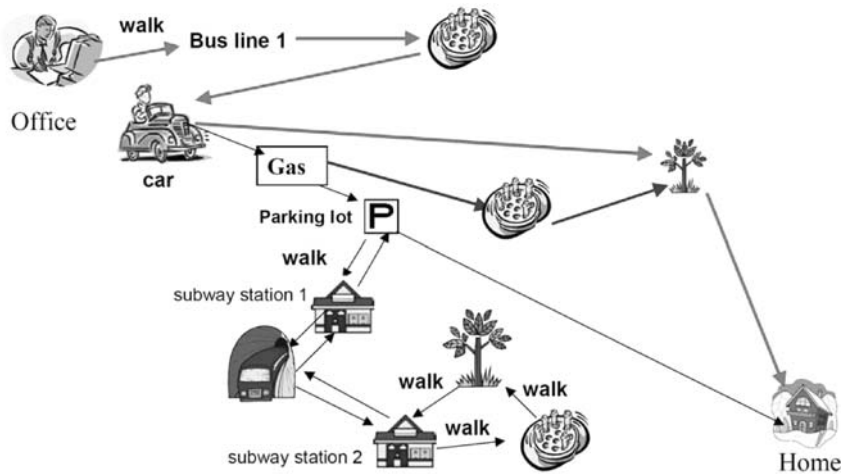 walk
Bus line 1
Office
car
Gas
Parking lot
P
walk
subway station 1
walk
walk
walk
subway station 2
Home